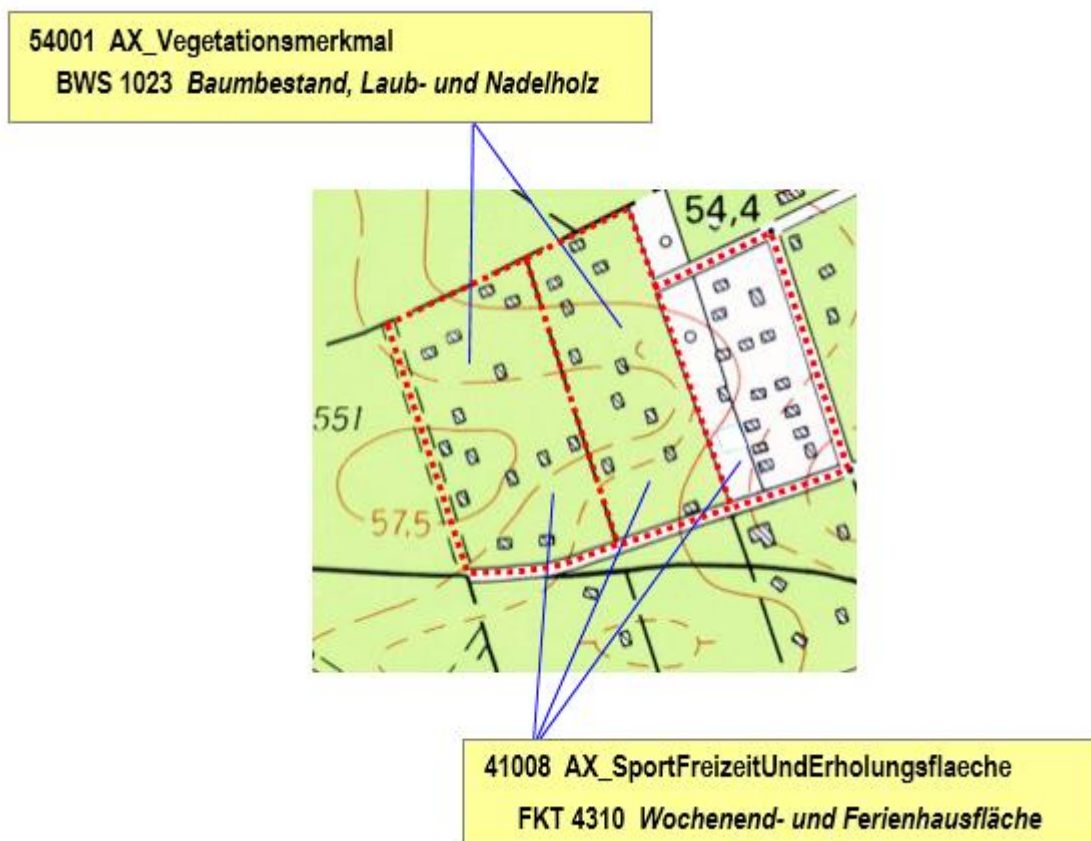 54001 AX_Vegetationsmerkmal
BWS 1023 Baumbestand, Laub- und Nadelholz
54,4
551
57,5
41008 AX_SportFreizeitUndErholungsflaeche
FKT 4310 Wochenend- und Ferienhausfläche